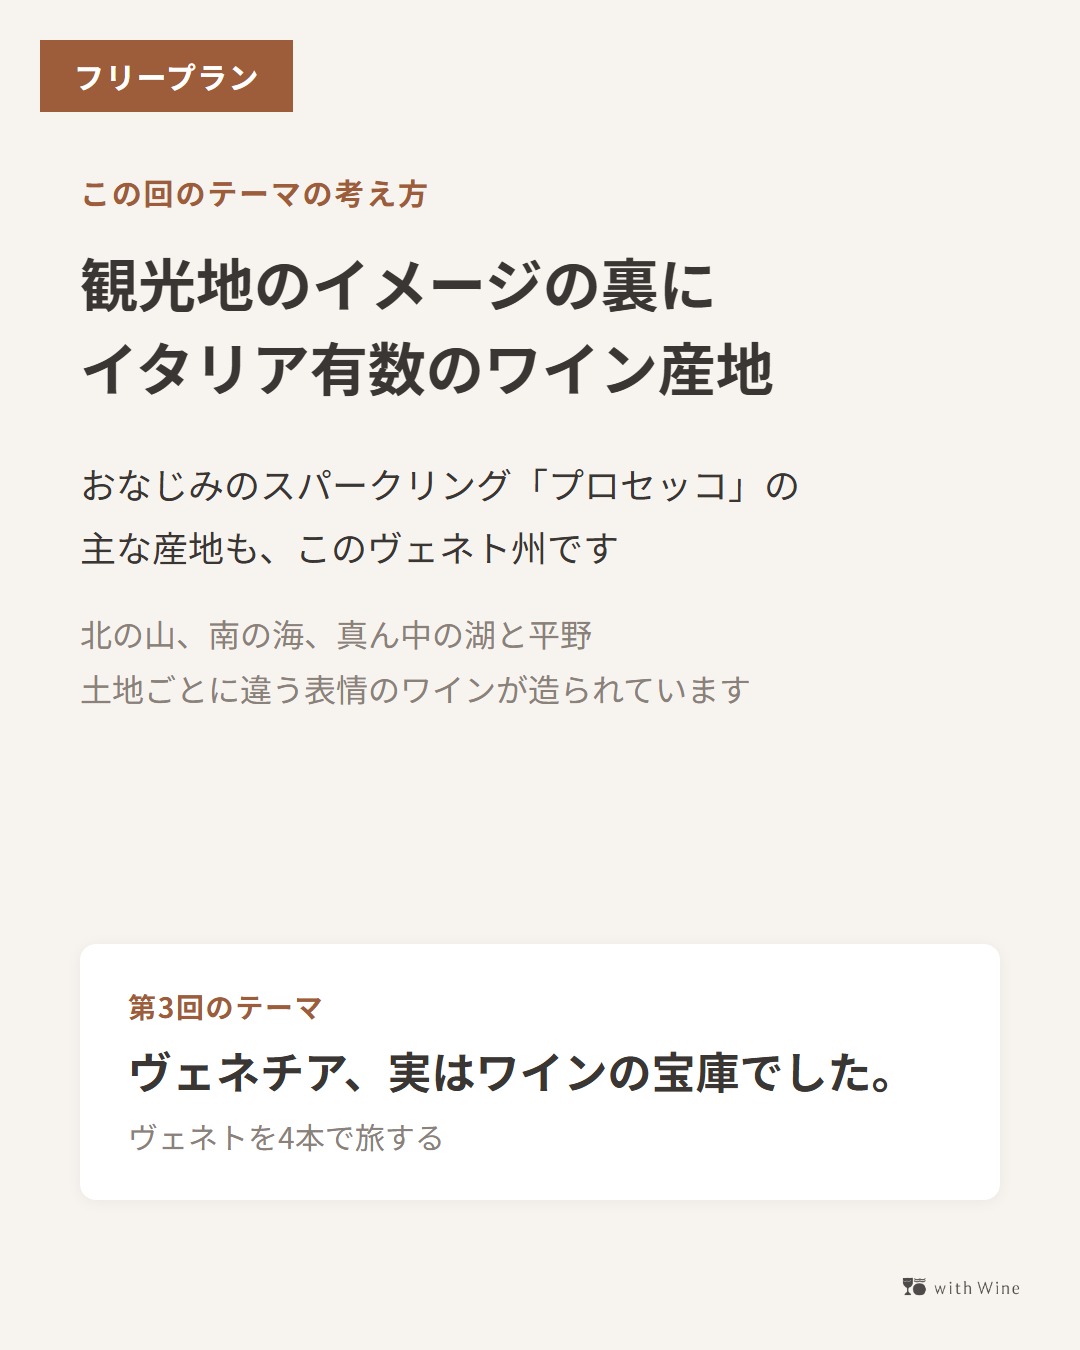 フリープラン
この回のテーマの考え方
観光地のイメージの裏に
イタリア有数のワイン産地
おなじみのスパークリング「プロセッコ」の
主な産地も、このヴェネト州です
北の山、南の海、真ん中の湖と平野
土地ごとに違う表情のワインが造られています
第3回のテーマ
ヴェネチア、実はワインの宝庫でした。
ヴェネトを4本で旅する
with Wine